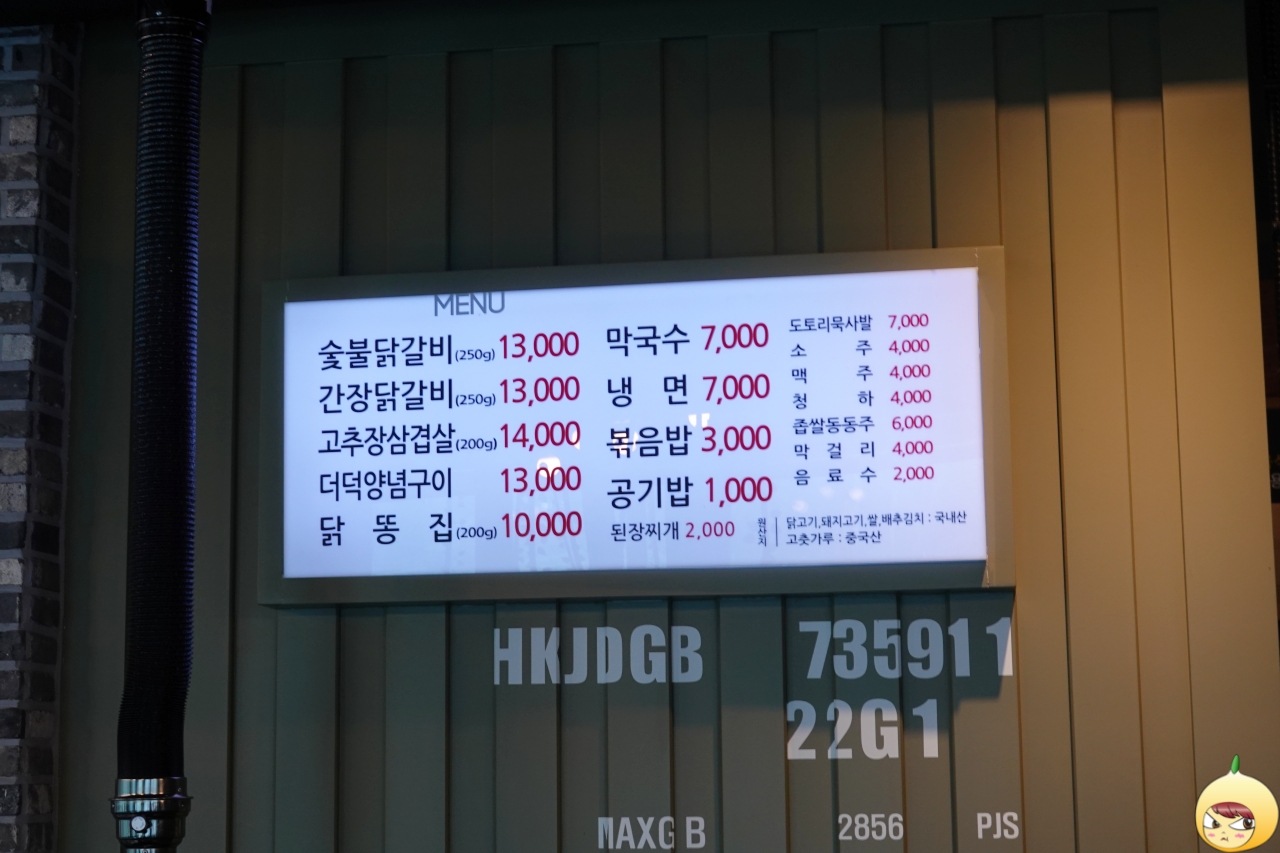 MENU
숯불닭갈비(250g) 13,000
간장닭갈비(250g) 13,000
고추장삼겹살(200g) 14,000
더덕양념구이 13,000
닭 똥 집(200g) 10,000
막국수 7,000
냉 면 7,000
볶음밥 3,000
공기밥 1,000
된장찌개 2,000
도토리묵사발 7,000
소 주 4,000
맥 주 4,000
청 하 4,000
좁쌀동동주 6,000
막 걸 리 4,000
음 료 수 2,000
원산지
닭고기,돼지고기,쌀,배추김치 : 국내산
고춧가루 : 중국산
HKJDGB 735911
22G1
MAXGB 2856 PJS